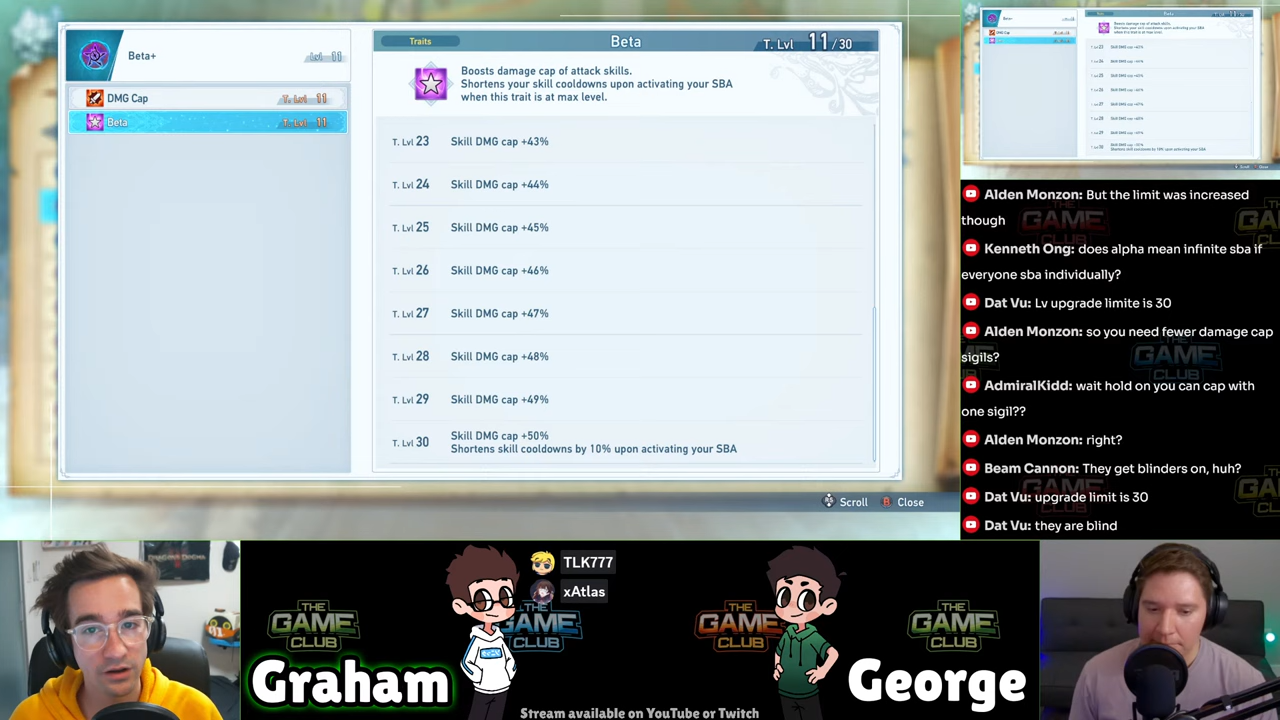 Beta+
Lvl 11
DMG Cap
T. Lvl 11
Beta
T. Lvl 11
Traits
Beta
T. Lvl 11/30
Boosts damage cap of attack skills.
Shortens your skill cooldowns upon activating your SBA
when this trait is at max level.
T. Lvl 23 Skill DMG cap +43%
T. Lvl 24 Skill DMG cap +44%
T. Lvl 25 Skill DMG cap +45%
T. Lvl 26 Skill DMG cap +46%
T. Lvl 27 Skill DMG cap +47%
T. Lvl 28 Skill DMG cap +48%
T. Lvl 29 Skill DMG cap +49%
T. Lvl 30 Skill DMG cap +50%
Shortens skill cooldowns by 10% upon activating your SBA
RS Scroll B Close
Alden Monzon: But the limit was increased
though
Kenneth Ong: does alpha mean infinite sba if
everyone sba individually?
Dat Vu: Lv upgrade limite is 30
Alden Monzon: so you need fewer damage cap
sigils?
AdmiralKidd: wait hold on you can cap with
one sigil??
Alden Monzon: right?
Beam Cannon: They get blinders on, huh?
Dat Vu: upgrade limit is 30
Dat Vu: they are blind
TLK777
xAtlas
THE
GAME
CLUB
THE
GAME
CLUB
THE
GAME
CLUB
THE
GAME
CLUB
Graham
George
Stream available on YouTube or Twitch